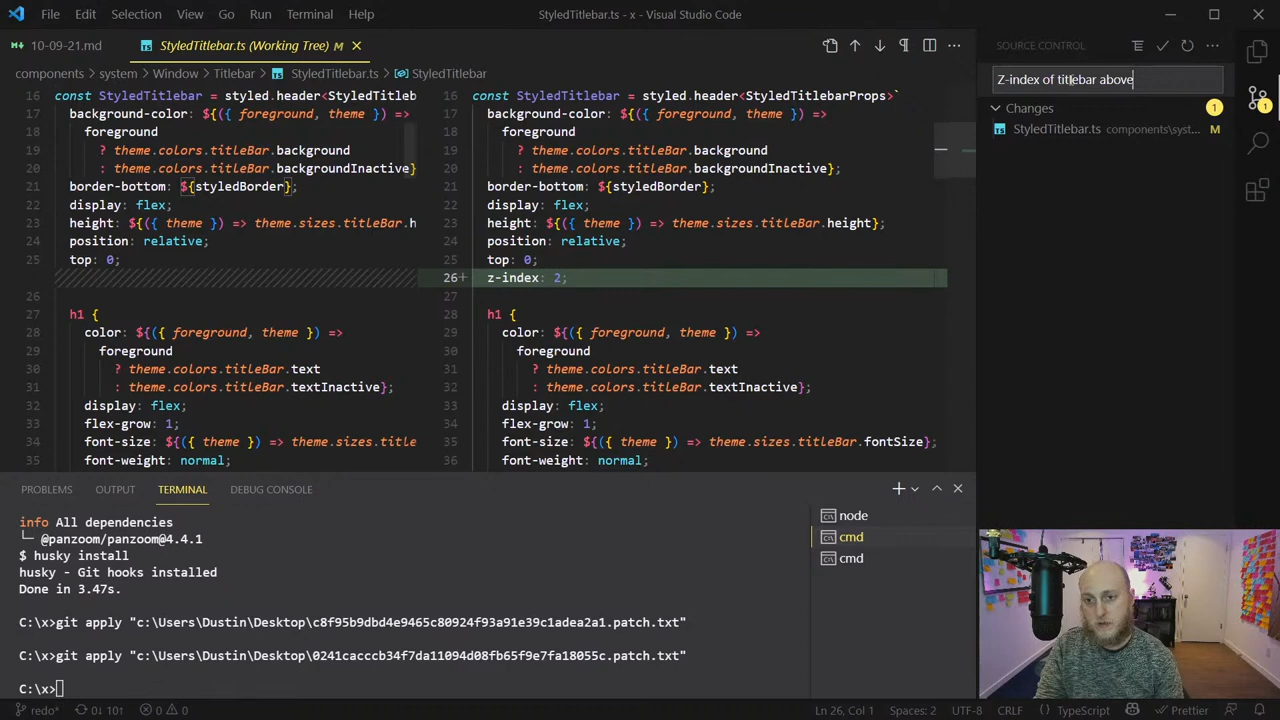 File Edit Selection View Go Run Terminal Help
StyledTitlebar.ts - x - Visual Studio Code
10-09-21.md
StyledTitlebar.ts (Working Tree) M
components > system > Window > Titlebar > StyledTitlebar.ts > StyledTitlebar
16 const StyledTitlebar = styled.header<StyledTitleb
17 background-color: ${({ foreground, theme }) =>
18 foreground
19 ? theme.colors.titleBar.background
20 : theme.colors.titleBar.backgroundInactive}
21 border-bottom: ${styledBorder};
22 display: flex;
23 height: ${({ theme }) => theme.sizes.titleBar.h
24 position: relative;
25 top: 0;
26
27 h1 {
28 color: ${({ foreground, theme }) =>
29 foreground
30 ? theme.colors.titleBar.text
31 : theme.colors.titleBar.textInactive};
32 display: flex;
33 flex-grow: 1;
34 font-size: ${({ theme }) => theme.sizes.title
35 font-weight: normal;
16 const StyledTitlebar = styled.header<StyledTitlebarProps>`
17 background-color: ${({ foreground, theme }) =>
18 foreground
19 ? theme.colors.titleBar.background
20 : theme.colors.titleBar.backgroundInactive};
21 border-bottom: ${styledBorder};
22 display: flex;
23 height: ${({ theme }) => theme.sizes.titleBar.height};
24 position: relative;
25 top: 0;
26+ z-index: 2;
27
28 h1 {
29 color: ${({ foreground, theme }) =>
30 foreground
31 ? theme.colors.titleBar.text
32 : theme.colors.titleBar.textInactive};
33 display: flex;
34 flex-grow: 1;
35 font-size: ${({ theme }) => theme.sizes.titleBar.fontSize};
36 font-weight: normal;
SOURCE CONTROL
Z-index of titlebar above
Changes 1
StyledTitlebar.ts components\syst... M
1
PROBLEMS OUTPUT TERMINAL DEBUG CONSOLE
info All dependencies
└─ @panzoom/panzoom@4.4.1
$ husky install
husky - Git hooks installed
Done in 3.47s.
C:\x>git apply "c:\Users\Dustin\Desktop\c8f95b9dbd4e9465c80924f93a91e39c1adea2a1.patch.txt"
C:\x>git apply "c:\Users\Dustin\Desktop\0241cacccb34f7da11094d08fb65f9e7fa18055c.patch.txt"
C:\x>
node
cmd
cmd
redo* 0↓ 10↑ 0 0
Ln 26, Col 1 Spaces: 2 UTF-8 CRLF TypeScript Prettier